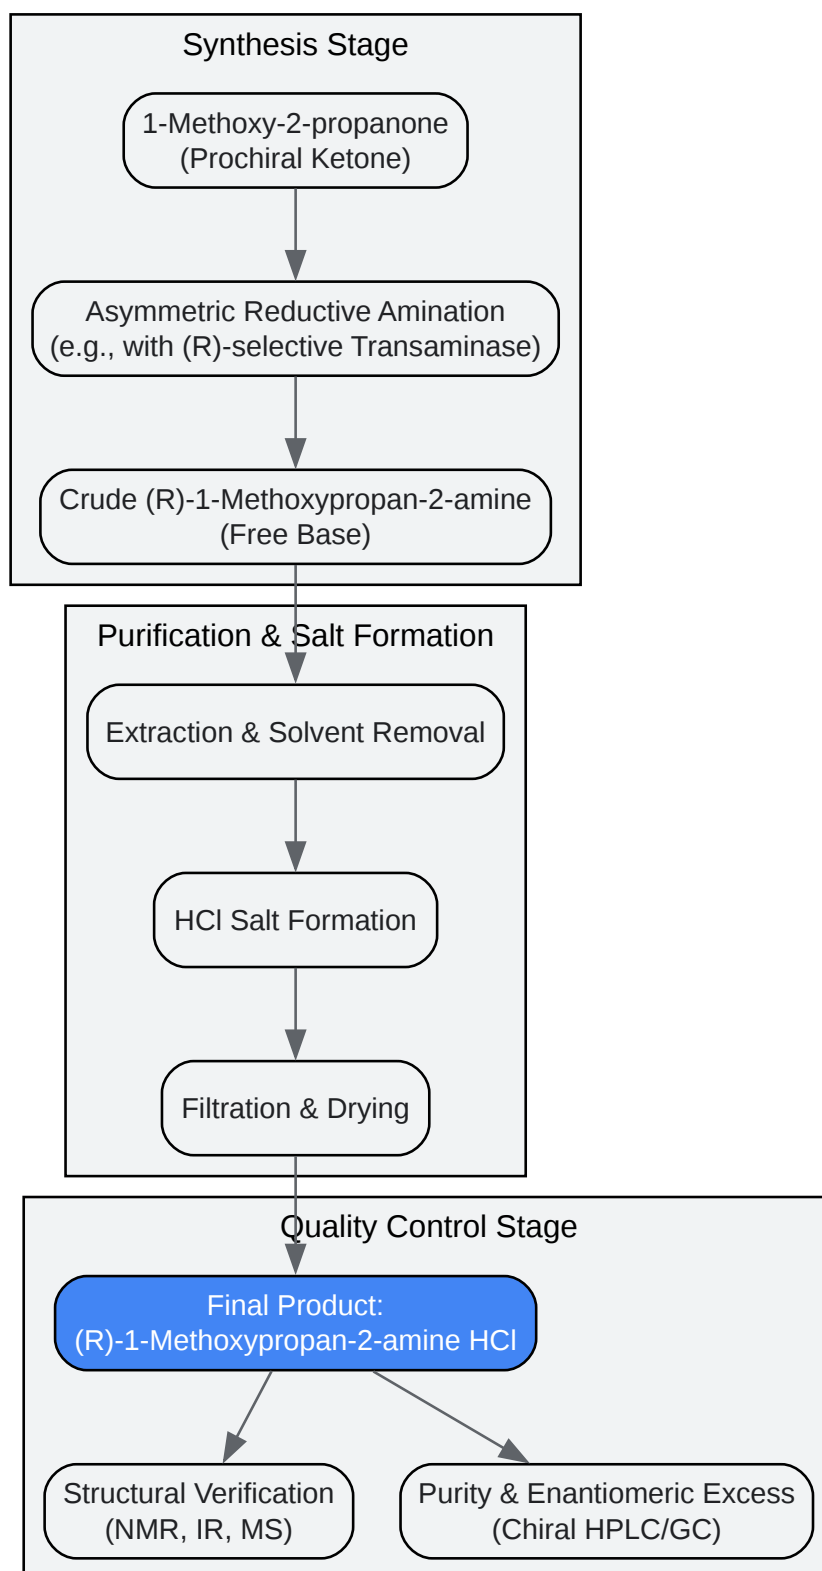 Synthesis Stage
1-Methoxy-2-propanone
(Prochiral Ketone)
Asymmetric Reductive Amination
(e.g., with (R)-selective Transaminase)
Crude (R)-1-Methoxypropan-2-amine
(Free Base)
Purification & Salt Formation
Extraction & Solvent Removal
HCl Salt Formation
Filtration & Drying
Quality Control Stage
Final Product:
(R)-1-Methoxypropan-2-amine HCl
Structural Verification
(NMR, IR, MS)
Purity & Enantiomeric Excess
(Chiral HPLC/GC)